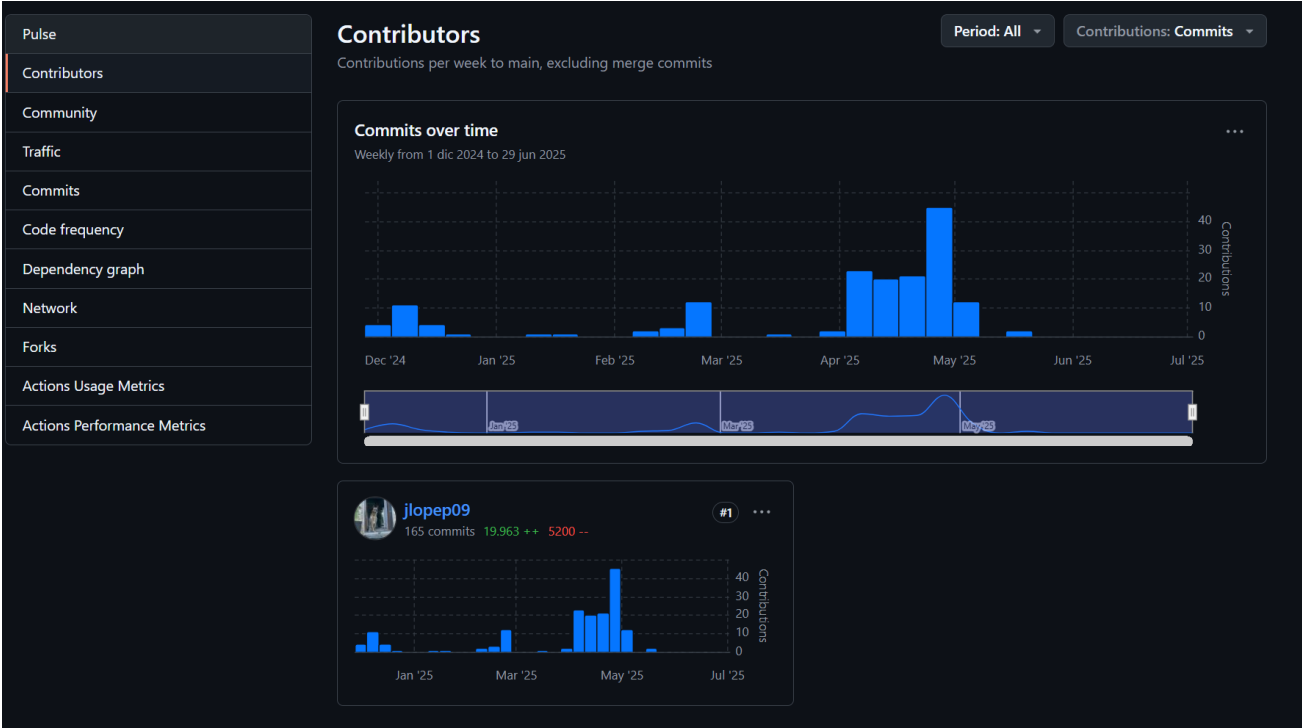 Pulse
Contributors
Community
Traffic
Commits
Code frequency
Dependency graph
Network
Forks
Actions Usage Metrics
Actions Performance Metrics
Contributors
Contributions per week to main, excluding merge commits
Period: All
Contributions: Commits
Commits over time
Weekly from 1 dic 2024 to 29 jun 2025
40
30
20
10
0
Contributions
Dec '24 Jan '25 Feb '25 Mar '25 Apr '25 May '25 Jun '25 Jul '25
Jan '25 Mar '25 May '25
jlopep09
165 commits 19.963 ++ 5200 --
#1
40
30
20
10
0
Contributions
Jan '25 Mar '25 May '25 Jul '25